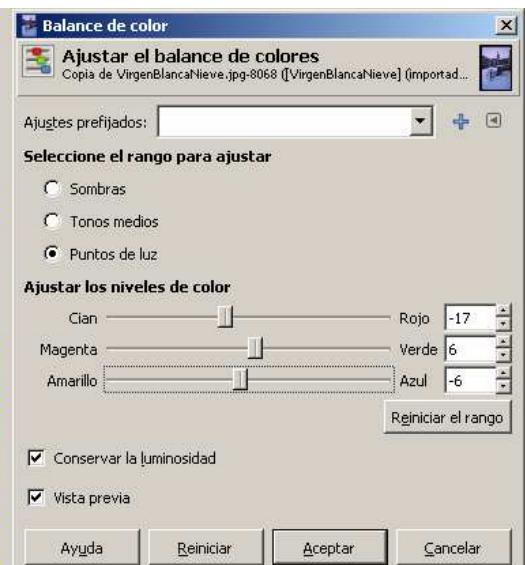 Balance de color
Ajustar el balance de colores
Copia de VirgenBlancaNieve.jpg-8068 ([VirgenBlancaNieve] (importad...
Ajustes prefijados:
Seleccione el rango para ajustar
Sombras
Tonos medios
Puntos de luz
Ajustar los niveles de color
Cian Rojo -17
Magenta Verde 6
Amarillo Azul -6
Reiniciar el rango
Conservar la luminosidad
Vista previa
Ayuda Reiniciar Aceptar Cancelar